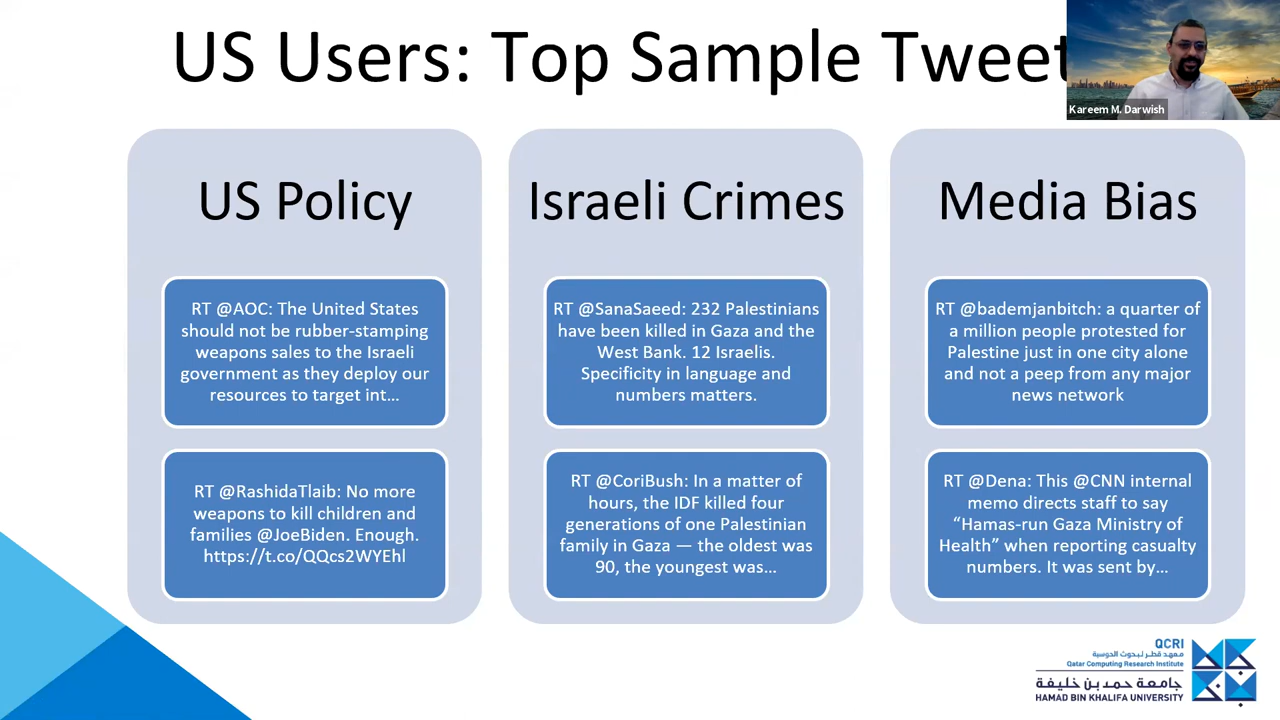 US Users: Top Sample Tweet
Kareem M. Darwish
US Policy
RT @AOC: The United States
should not be rubber-stamping
weapons sales to the Israeli
government as they deploy our
resources to target int…
RT @RashidaTlaib: No more
weapons to kill children and
families @JoeBiden. Enough.
https://t.co/QQcs2WYEhl
Israeli Crimes
RT @SanaSaeed: 232 Palestinians
have been killed in Gaza and the
West Bank. 12 Israelis.
Specificity in language and
numbers matters.
RT @CoriBush: In a matter of
hours, the IDF killed four
generations of one Palestinian
family in Gaza — the oldest was
90, the youngest was…
Media Bias
RT @bademjanbitch: a quarter of
a million people protested for
Palestine just in one city alone
and not a peep from any major
news network
RT @Dena: This @CNN internal
memo directs staff to say
“Hamas-run Gaza Ministry of
Health” when reporting casualty
numbers. It was sent by…
QCRI
معهد قطر لبحوث الحوسبة
Qatar Computing Research Institute
جامعة حمد بن خليفة
HAMAD BIN KHALIFA UNIVERSITY